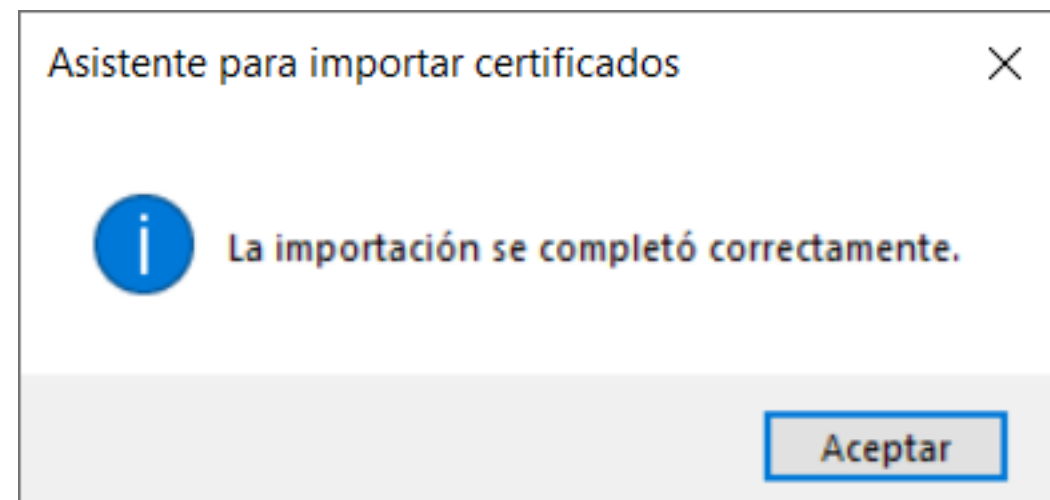 Asistente para importar certificados
La importación se completó correctamente.
Aceptar